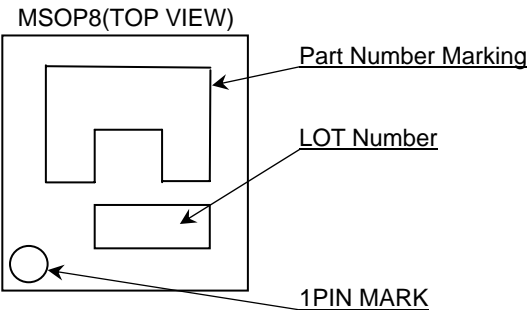 MSOP8(TOP VIEW)
Part Number Marking
LOT Number
1PIN MARK